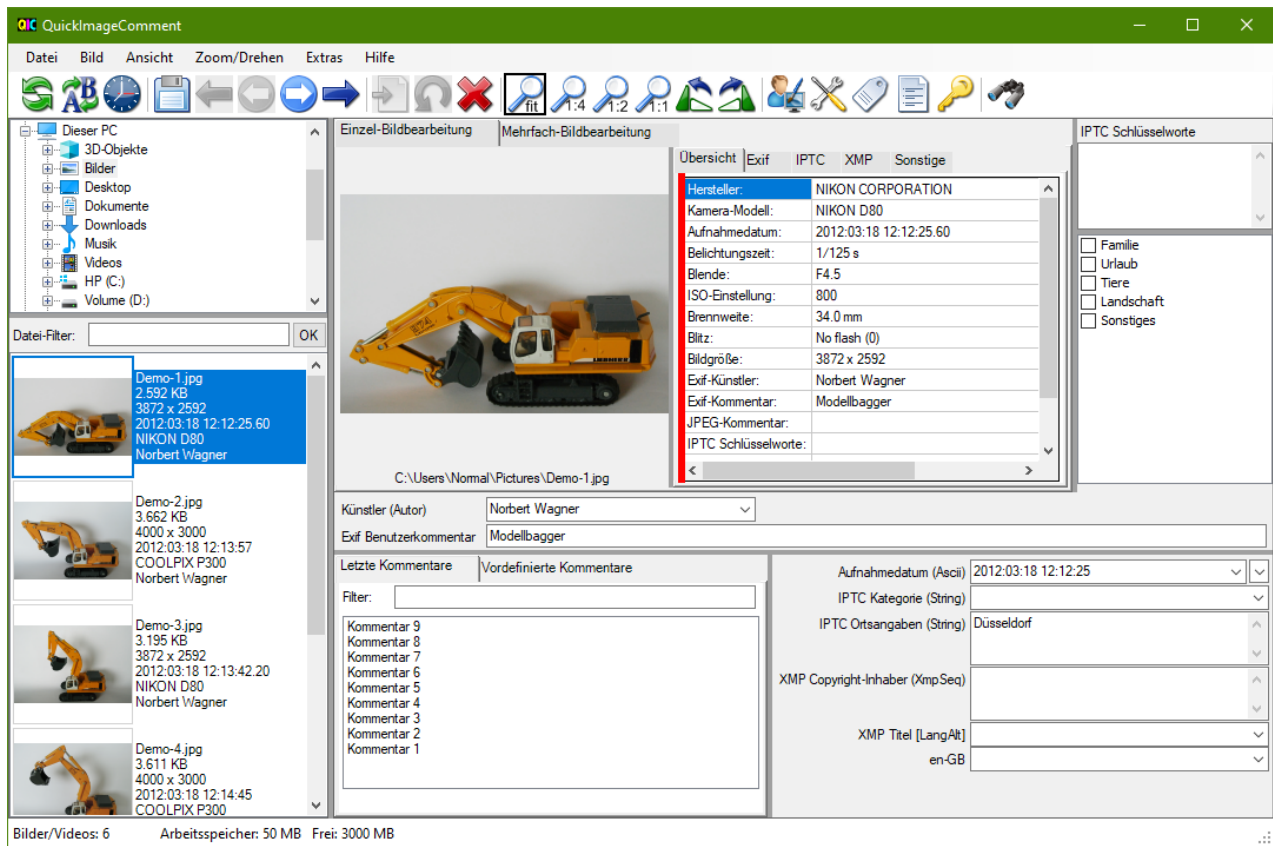 QuickImageComment
Datei Bild Ansicht Zoom/Drehen Extras Hilfe
fit 1:4 1:2 1:1
Dieser PC
3D-Objekte
Bilder
Desktop
Dokumente
Downloads
Musik
Videos
HP (C:)
Volume (D:)
Datei-Filter: OK
Demo-1.jpg
2.592 KB
3872 x 2592
2012:03:18 12:12:25.60
NIKON D80
Norbert Wagner
Demo-2.jpg
3.662 KB
4000 x 3000
2012:03:18 12:13:57
COOLPIX P300
Norbert Wagner
Demo-3.jpg
3.195 KB
3872 x 2592
2012:03:18 12:13:42.20
NIKON D80
Norbert Wagner
Demo-4.jpg
3.611 KB
4000 x 3000
2012:03:18 12:14:45
COOLPIX P300
Einzel-Bildbearbeitung Mehrfach-Bildbearbeitung
C:\Users\Normal\Pictures\Demo-1.jpg
Übersicht Exif IPTC XMP Sonstige
Hersteller: NIKON CORPORATION
Kamera-Modell: NIKON D80
Aufnahmedatum: 2012:03:18 12:12:25.60
Belichtungszeit: 1/125 s
Blende: F4.5
ISO-Einstellung: 800
Brennweite: 34.0 mm
Blitz: No flash (0)
Bildgröße: 3872 x 2592
Exif-Künstler: Norbert Wagner
Exif-Kommentar: Modellbagger
JPEG-Kommentar:
IPTC Schlüsselworte:
IPTC Schlüsselworte
Familie
Urlaub
Tiere
Landschaft
Sonstiges
Künstler (Autor) Norbert Wagner
Exif Benutzerkommentar Modellbagger
Letzte Kommentare Vordefinierte Kommentare
Filter:
Kommentar 9
Kommentar 8
Kommentar 7
Kommentar 6
Kommentar 5
Kommentar 4
Kommentar 3
Kommentar 2
Kommentar 1
Aufnahmedatum (Ascii) 2012:03:18 12:12:25
IPTC Kategorie (String)
IPTC Ortsangaben (String) Düsseldorf
XMP Copyright-Inhaber (XmpSeq)
XMP Titel [LangAlt]
en-GB
Bilder/Videos: 6 Arbeitsspeicher: 50 MB Frei: 3000 MB